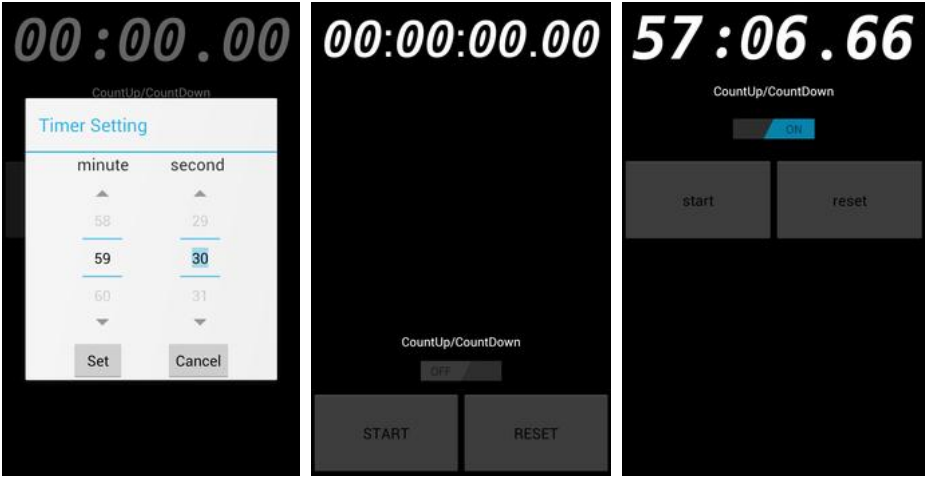 00:00.00
CountUp/CountDown
Timer Setting
minute second
58 29
59 30
60 31
Set Cancel
00:00:00.00
CountUp/CountDown
OFF
START RESET
57:06.66
CountUp/CountDown
ON
start reset